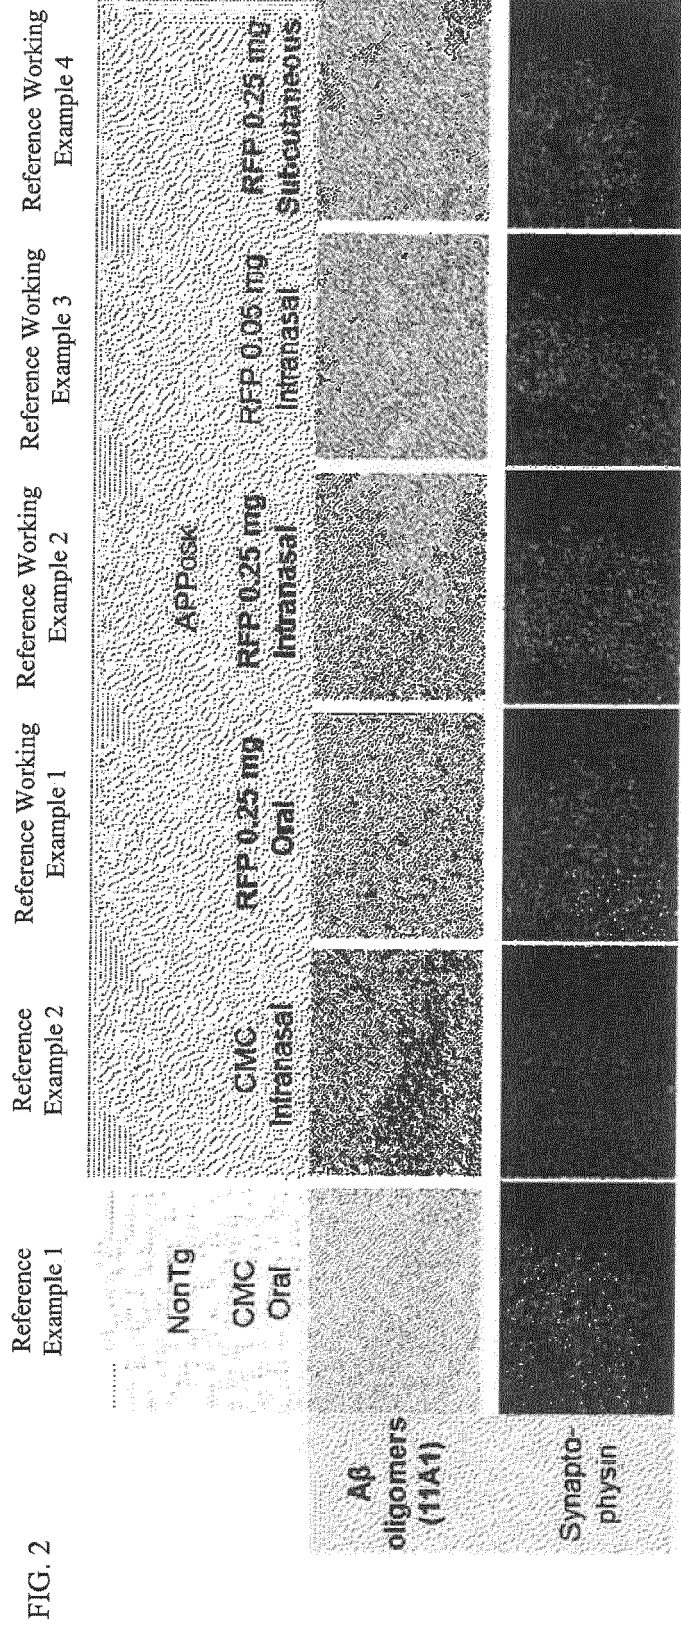 FIG. 2
Reference
Example 1
Reference
Example 2
Reference Working
Example 1
Reference Working
Example 2
Reference Working
Example 3
Reference Working
Example 4
NonTg
APPOSK
CMC
Oral
CMC
Intranasal
RFP 0.25 mg
Oral
RFP 0.25 mg
Intranasal
RFP 0.05 mg
Intranasal
RFP 0.25 mg
Subcutaneous
Aβ
oligomers
(11A1)
Synapto-
physin